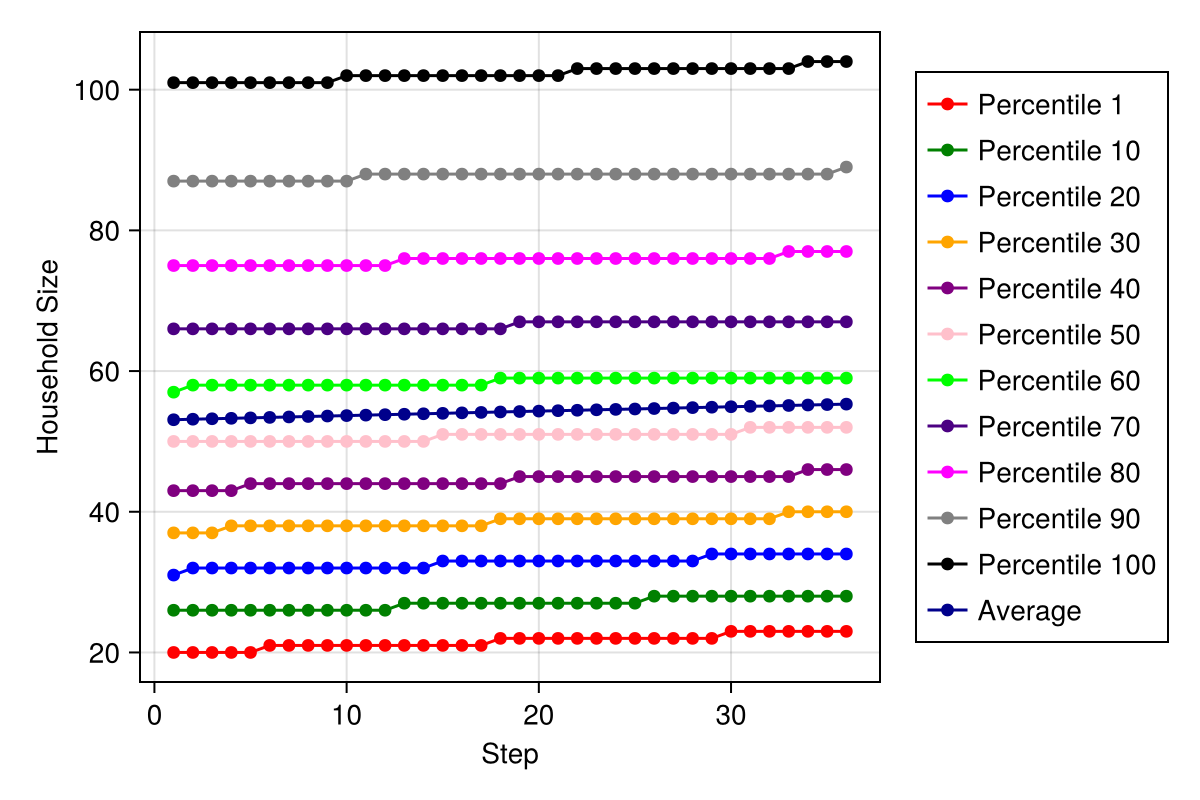 100
80
60
40
20
Household Size
0 10 20 30
Step
Percentile 1
Percentile 10
Percentile 20
Percentile 30
Percentile 40
Percentile 50
Percentile 60
Percentile 70
Percentile 80
Percentile 90
Percentile 100
Average